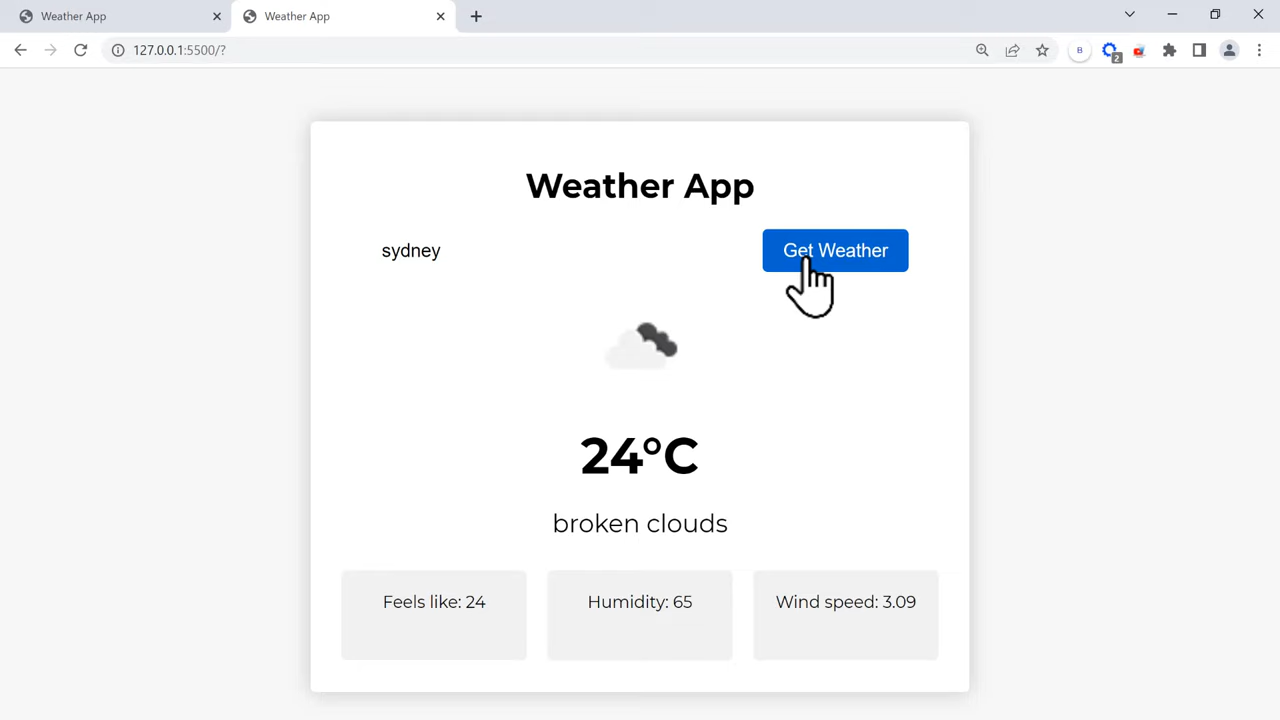 Weather App
Weather App
127.0.0.1:5500/?
B
2
Weather App
sydney
Get Weather
24°C
broken clouds
Feels like: 24
Humidity: 65
Wind speed: 3.09